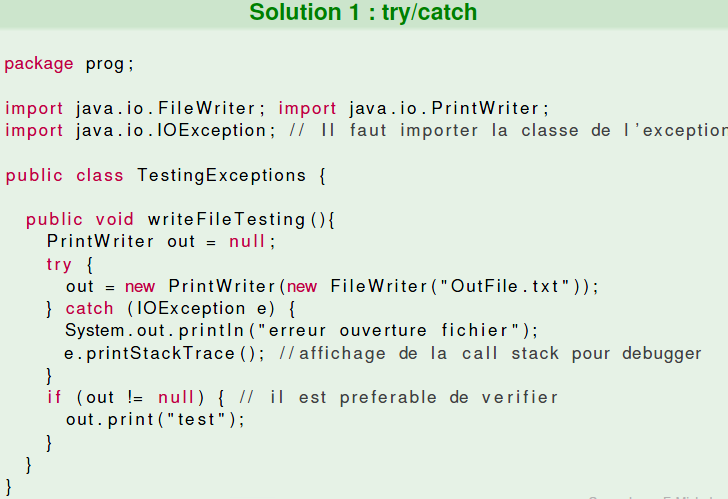 Solution 1 : try/catch
package prog;
import java.io.FileWriter; import java.io.PrintWriter;
import java.io.IOException; // Il faut importer la classe de l'exception
public class TestingExceptions {
public void writeFileTesting(){
PrintWriter out = null;
try {
out = new PrintWriter(new FileWriter("OutFile.txt"));
} catch (IOException e) {
System.out.println("erreur ouverture fichier");
e.printStackTrace(); //affichage de la call stack pour debugger
}
if (out != null) { // il est preferable de verifier
out.print("test");
}
}
}